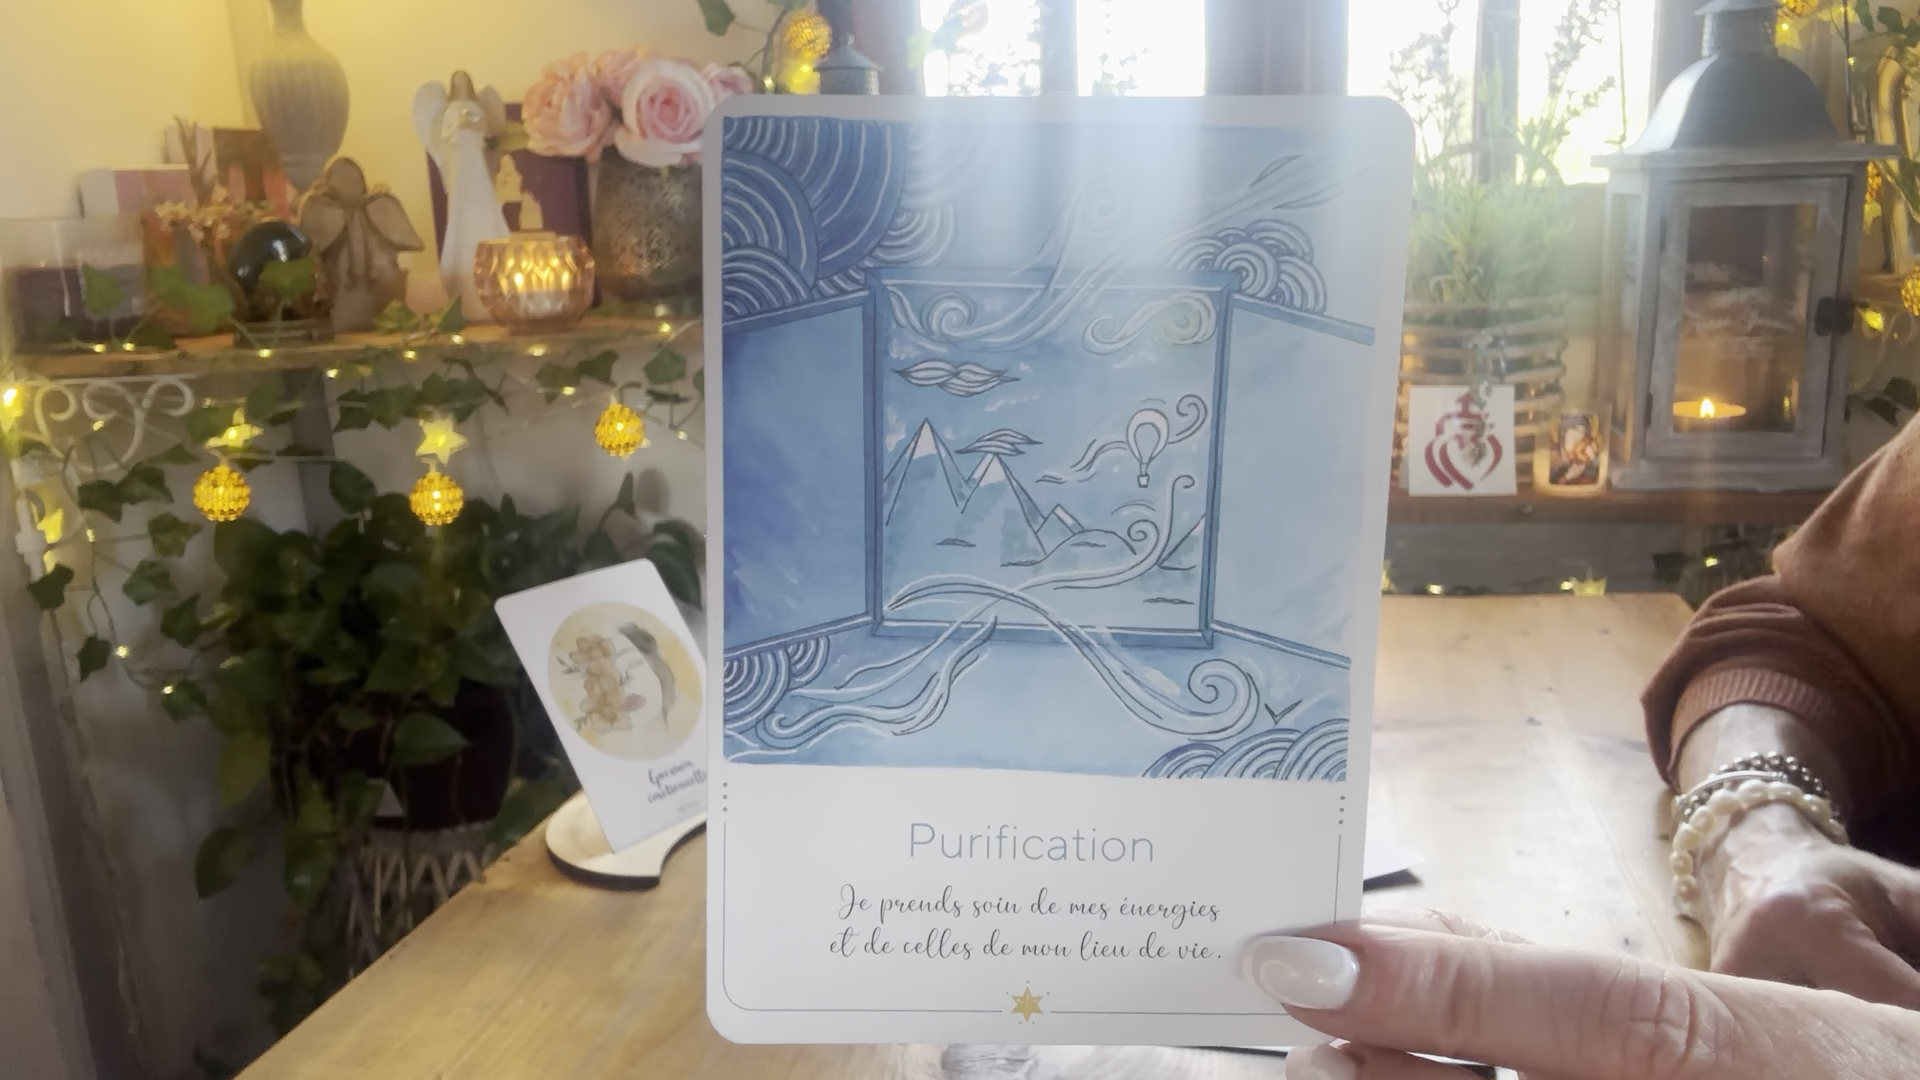 Purification
Je prends soin de mes énergies
et de celles de mon lieu de vie.